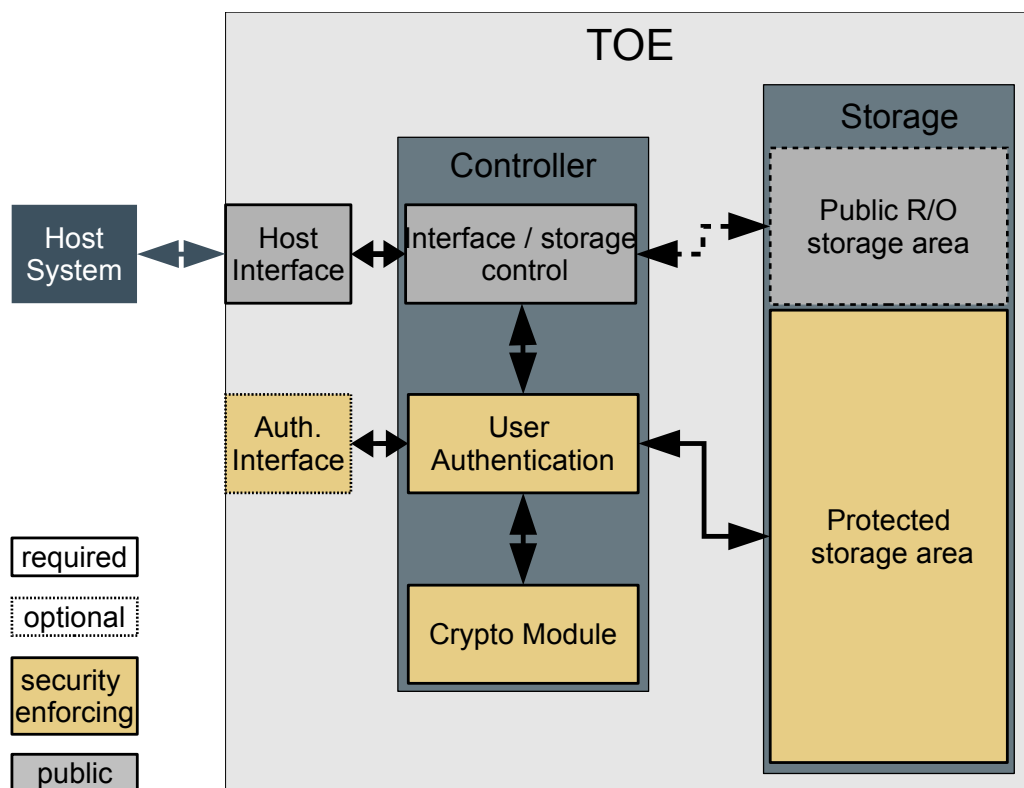 TOE
Storage
Controller
Public R/O
storage area
Host
System
Host
Interface
Interface / storage
control
Auth.
Interface
User
Authentication
Protected
storage area
Crypto Module
required
optional
security
enforcing
public